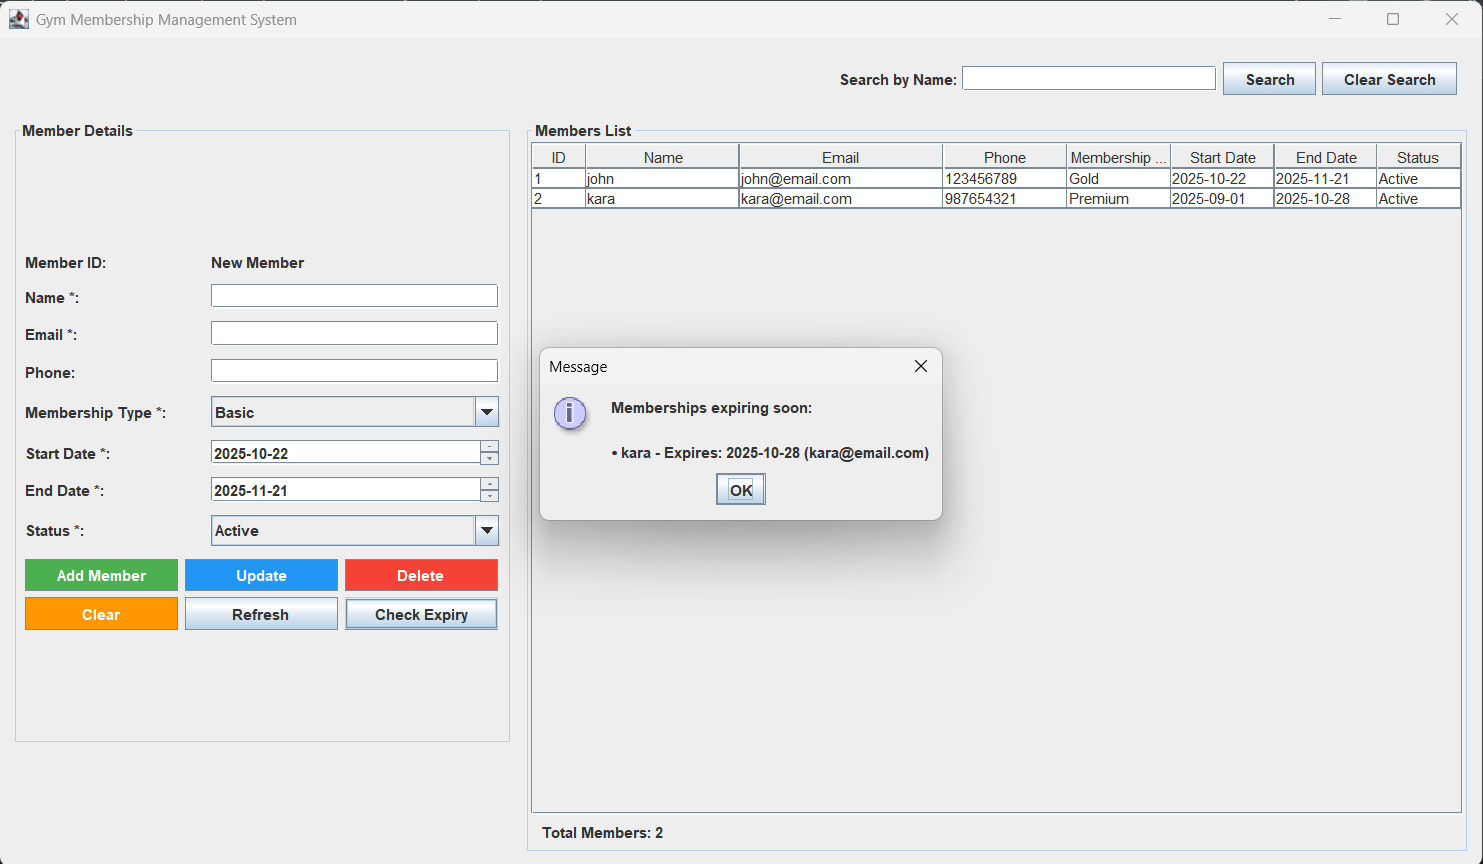 Gym Membership Management System
Search by Name: Search Clear Search
Member Details
Member ID: New Member
Name *:
Email *:
Phone:
Membership Type *: Basic
Start Date *: 2025-10-22
End Date *: 2025-11-21
Status *: Active
Add Member Update Delete
Clear Refresh Check Expiry
Members List
ID Name Email Phone Membership ... Start Date End Date Status
1 john john@email.com 123456789 Gold 2025-10-22 2025-11-21 Active
2 kara kara@email.com 987654321 Premium 2025-09-01 2025-10-28 Active
Message
i
Memberships expiring soon:
• kara - Expires: 2025-10-28 (kara@email.com)
OK
Total Members: 2